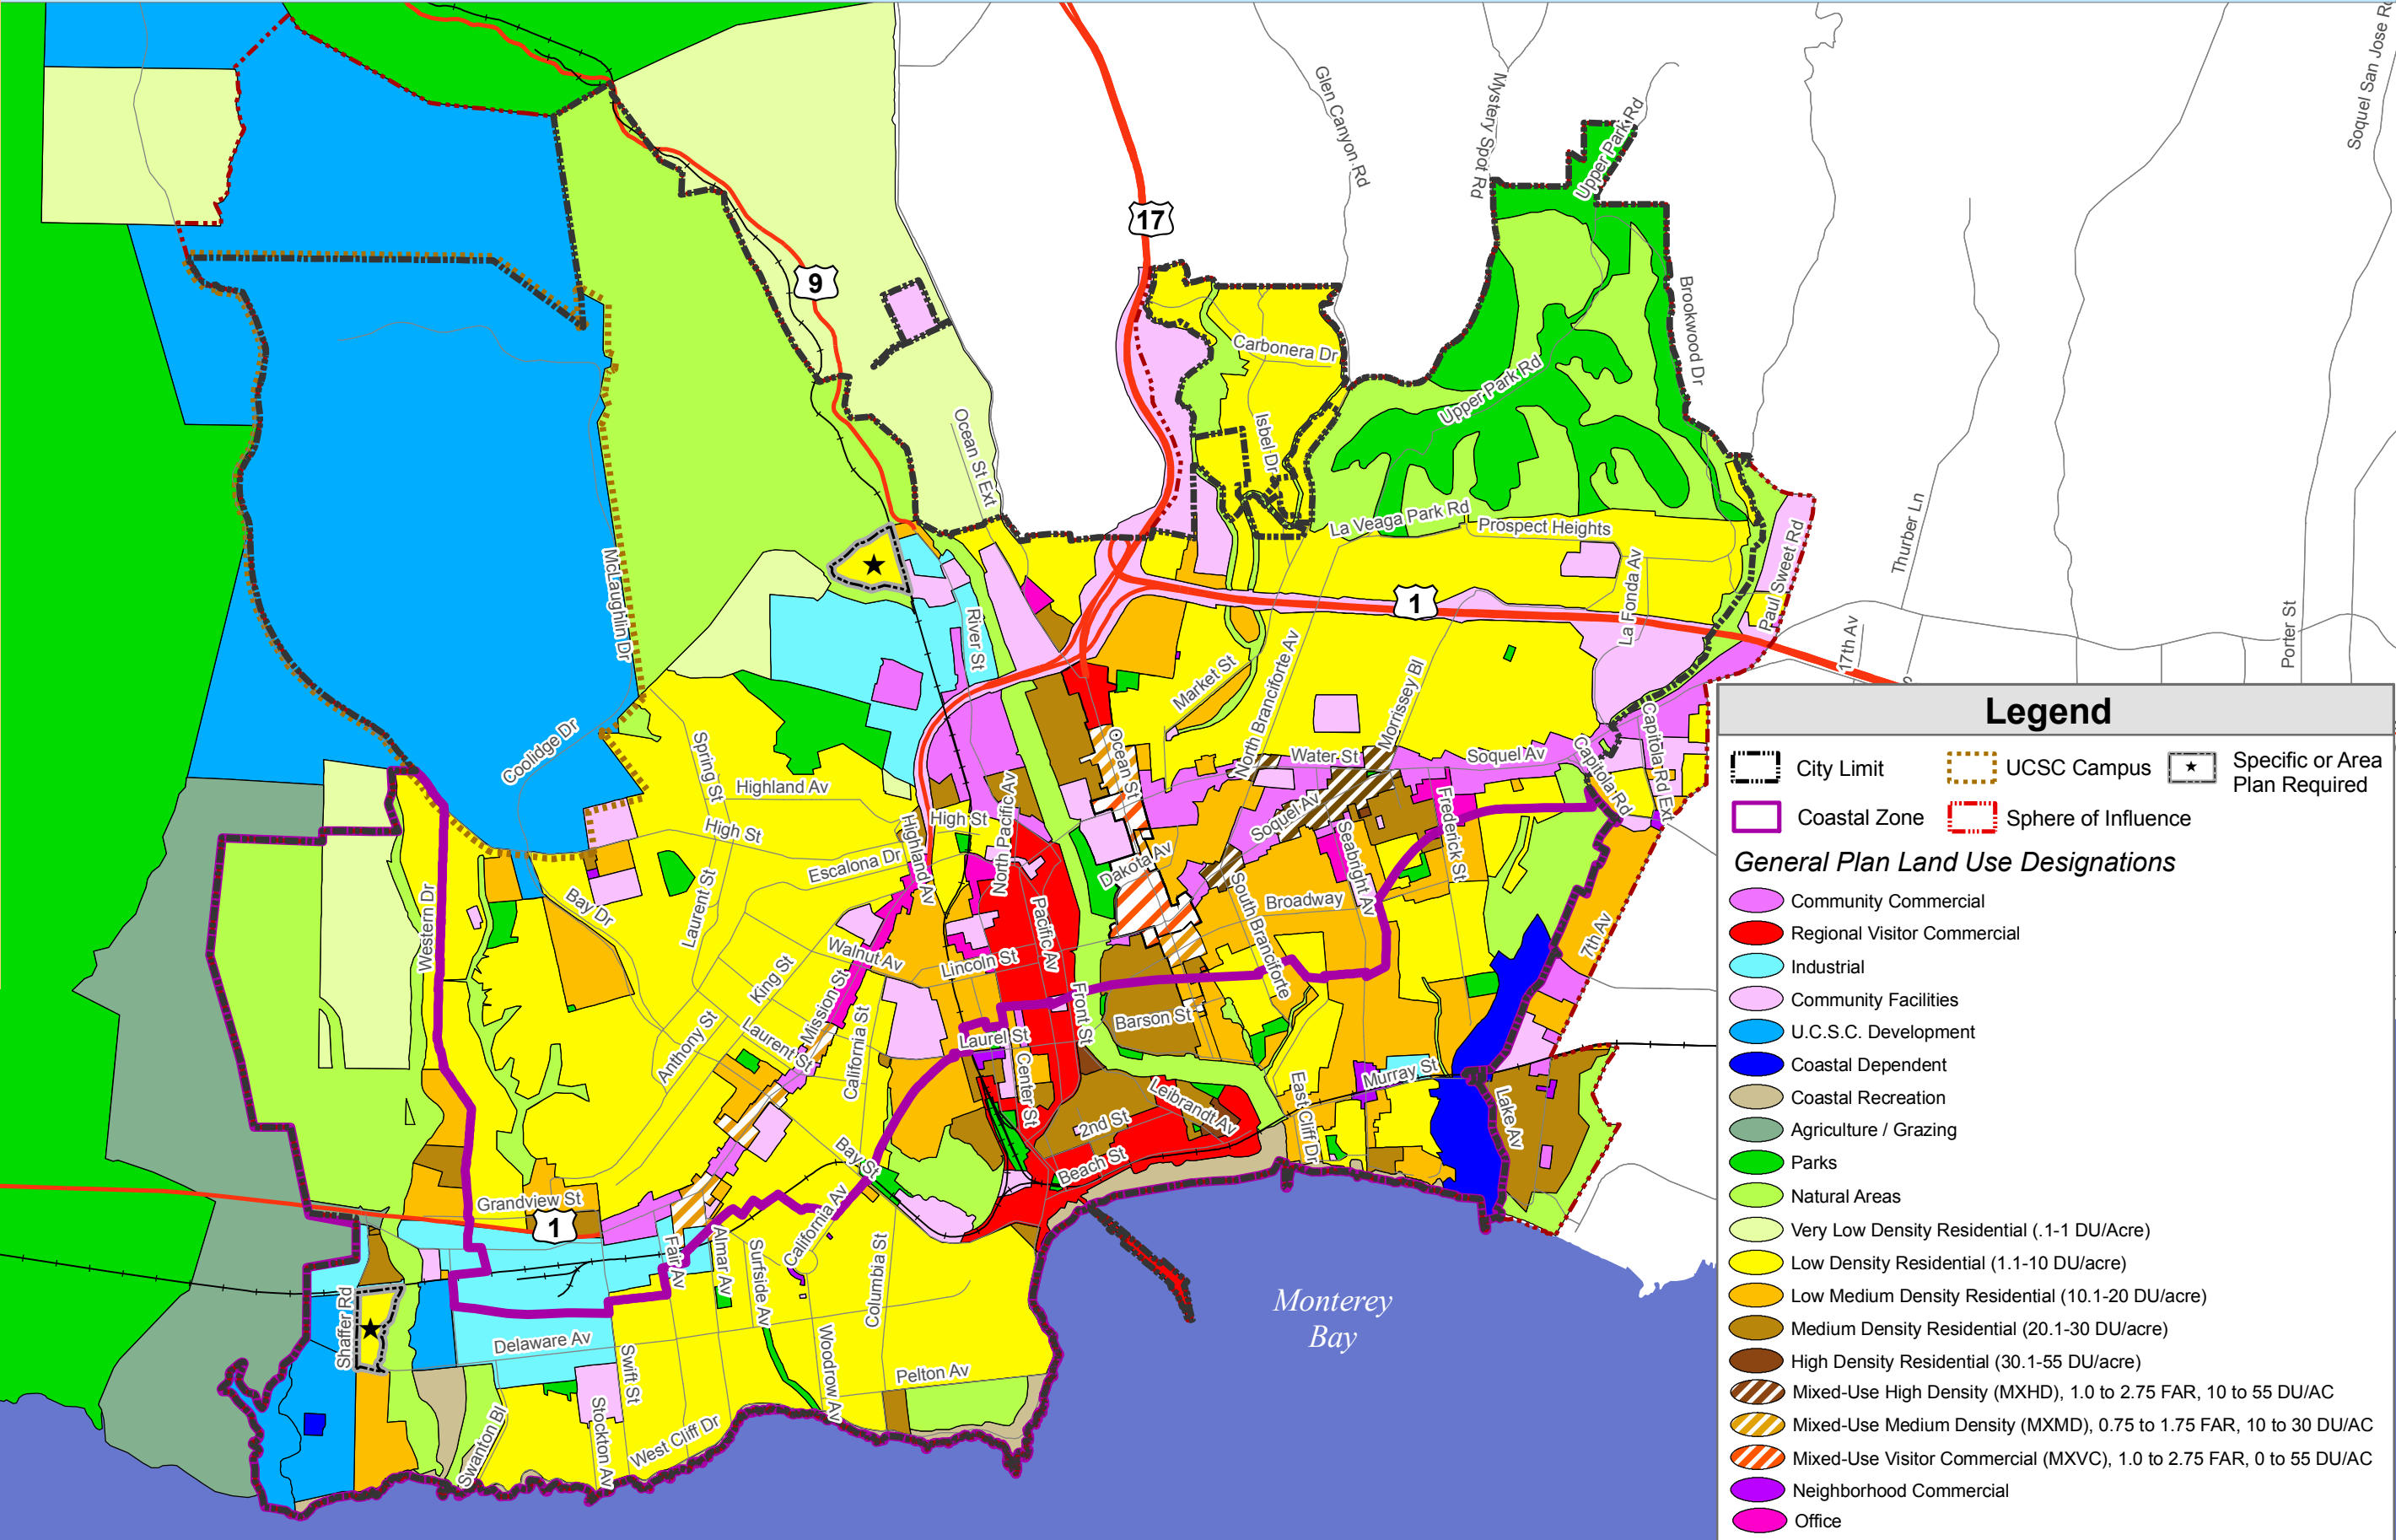 Soquel San Jose Rd
Glen Canyon Rd
Mystery Spot Rd
Upper Park Rd
17
9
Brookwood Dr
Carbonera Dr
Upper Park Rd
Isbel Dr
Ocean St Ext
La Veaga Park Rd
Prospect Heights
Paul Sweet Rd
Thurber Ln
La Fonda Av
1
McLaughlin Dr
River St
17th Av
Porter St
Market St
North Branciforte Av
Morrissey Bl
Coolidge Dr
Spring St
Highland Av
Ocean St
Water St
Soquel Av
Capitola Rd
Capitola Rd Ext
North Pacific Av
High St
High St
Highland Av
Soquel Av
Seabright Av
Frederick St
Escalona Dr
Dakota Av
Laurent St
Bay Dr
Western Dr
Walnut Av
Lincoln St
Pacific Av
South Branciforte
Broadway
7th Av
King St
Mission St
Laurent St
Anthony St
California St
Laurel St
Front St
Barson St
Center St
Leibrandt Av
2nd St
East Cliff Dr
Murray St
Lake Av
Beach St
Bay St
Grandview St
1
California Av
Fair Av
Almar Av
Surfside Av
Columbia St
Shaffer Rd
Delaware Av
Swift St
Woodrow Av
Pelton Av
Swanton Bl
Stockton Av
West Cliff Dr
Monterey
Bay
Legend
City Limit
UCSC Campus
Specific or Area
Plan Required
Coastal Zone
Sphere of Influence
General Plan Land Use Designations
Community Commercial
Regional Visitor Commercial
Industrial
Community Facilities
U.C.S.C. Development
Coastal Dependent
Coastal Recreation
Agriculture / Grazing
Parks
Natural Areas
Very Low Density Residential (.1-1 DU/Acre)
Low Density Residential (1.1-10 DU/acre)
Low Medium Density Residential (10.1-20 DU/acre)
Medium Density Residential (20.1-30 DU/acre)
High Density Residential (30.1-55 DU/acre)
Mixed-Use High Density (MXHD), 1.0 to 2.75 FAR, 10 to 55 DU/AC
Mixed-Use Medium Density (MXMD), 0.75 to 1.75 FAR, 10 to 30 DU/AC
Mixed-Use Visitor Commercial (MXVC), 1.0 to 2.75 FAR, 0 to 55 DU/AC
Neighborhood Commercial
Office